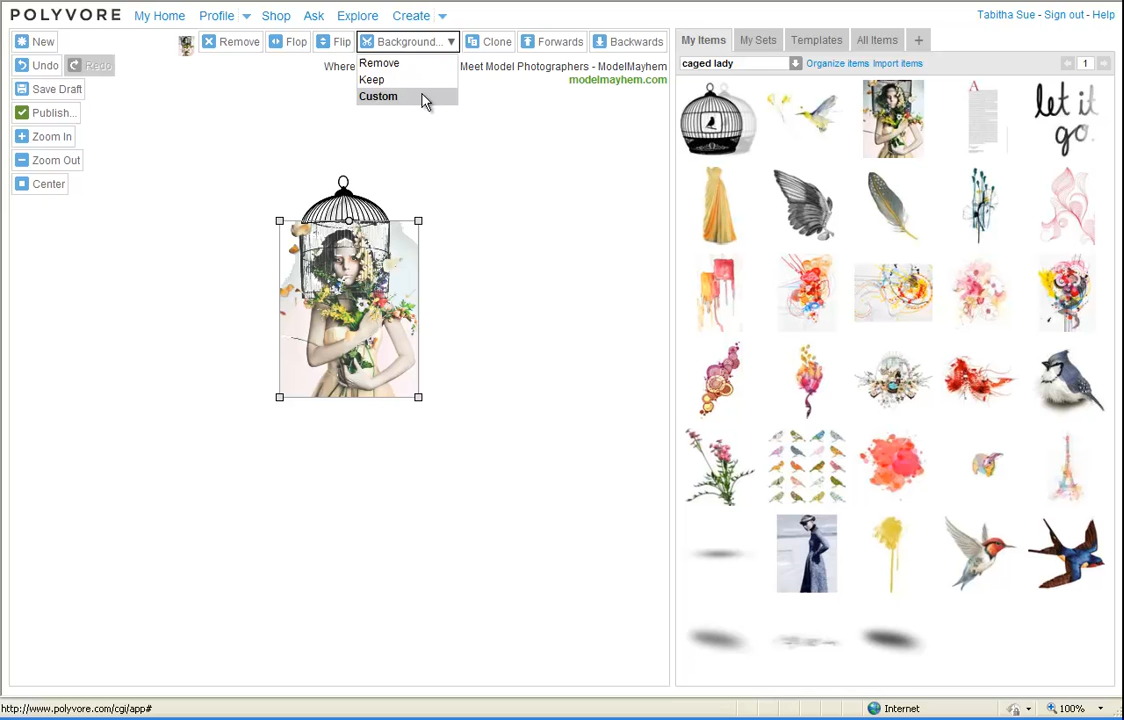 POLYVORE My Home Profile Shop Ask Explore Create Tabitha Sue - Sign out - Help
New Remove Flop Flip Background... Clone Forwards Backwards
Undo Redo
Save Draft
Publish...
Zoom In
Zoom Out
Center
Remove
Keep
Custom
Where Meet Model Photographers - ModelMayhem
modelmayhem.com
My Items My Sets Templates All Items +
caged lady Organize items Import items 1
A
let it
go.
http://www.polyvore.com/cgi/app# Internet 100%